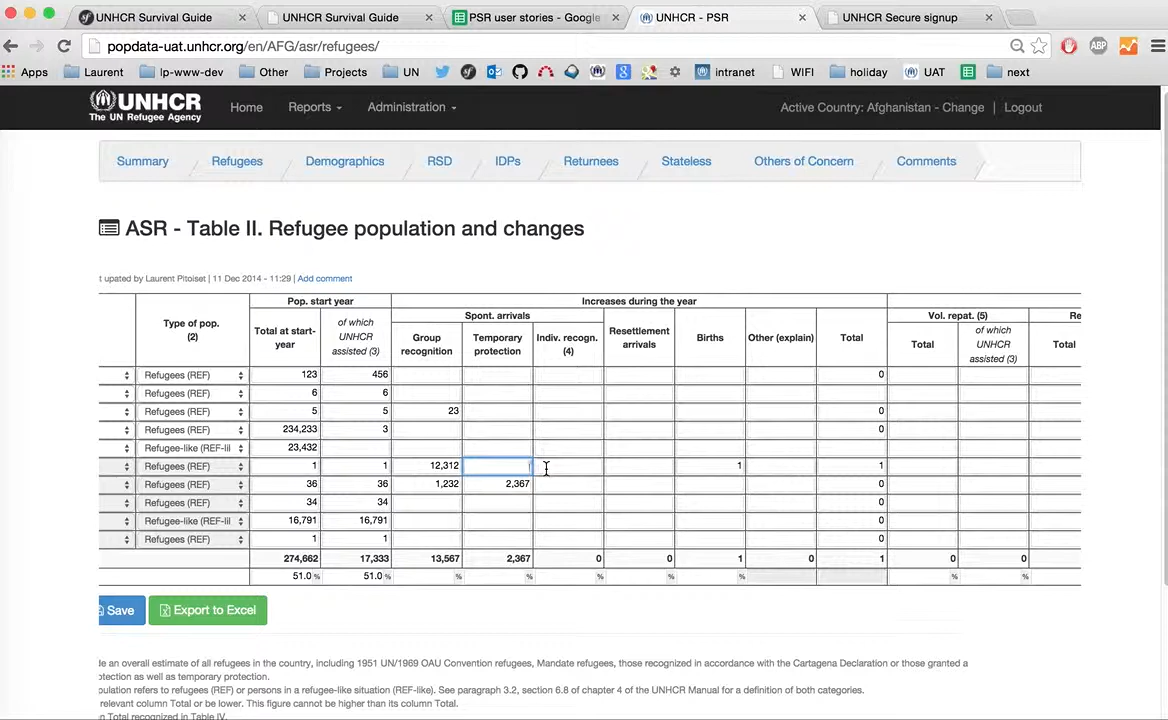 UNHCR Survival Guide
UNHCR Survival Guide
PSR user stories - Google
UNHCR - PSR
UNHCR Secure signup
popdata-uat.unhcr.org/en/AFG/asr/refugees/
ABP
Apps Laurent lp-www-dev Other Projects UN intranet WIFI holiday UAT next
UNHCR
The UN Refugee Agency
Home Reports Administration Active Country: Afghanistan - Change | Logout
Summary Refugees Demographics RSD IDPs Returnees Stateless Others of Concern Comments
ASR - Table II. Refugee population and changes
t upated by Laurent Pitoiset | 11 Dec 2014 - 11:29 | Add comment
Pop. start year Increases during the year
Type of pop. (2) Total at start-year of which UNHCR assisted (3) Spont. arrivals Group recognition Temporary protection Indiv. recogn. (4) Resettlement arrivals Births Other (explain) Total Vol. repat. (5) Total of which UNHCR assisted (3) Re Total
Refugees (REF) 123 456 0
Refugees (REF) 6 6
Refugees (REF) 5 5 23 0
Refugees (REF) 234,233 3 0
Refugee-like (REF-lil 23,432
Refugees (REF) 1 1 12,312 1 1
Refugees (REF) 36 36 1,232 2,367 0
Refugees (REF) 34 34 0
Refugee-like (REF-lil 16,791 16,791 0
Refugees (REF) 1 1 0
274,662 17,333 13,567 2,367 0 0 1 0 1 0 0
51.0 % 51.0 % % % % % % % %
Save Export to Excel
de an overall estimate of all refugees in the country, including 1951 UN/1969 OAU Convention refugees, Mandate refugees, those recognized in accordance with the Cartagena Declaration or those granted a
otection as well as temporary protection.
pulation refers to refugees (REF) or persons in a refugee-like situation (REF-like). See paragraph 3.2, section 6.8 of chapter 4 of the UNHCR Manual for a definition of both categories.
relevant column Total or be lower. This figure cannot be higher than its column Total.
n Total recognized in Table IV.